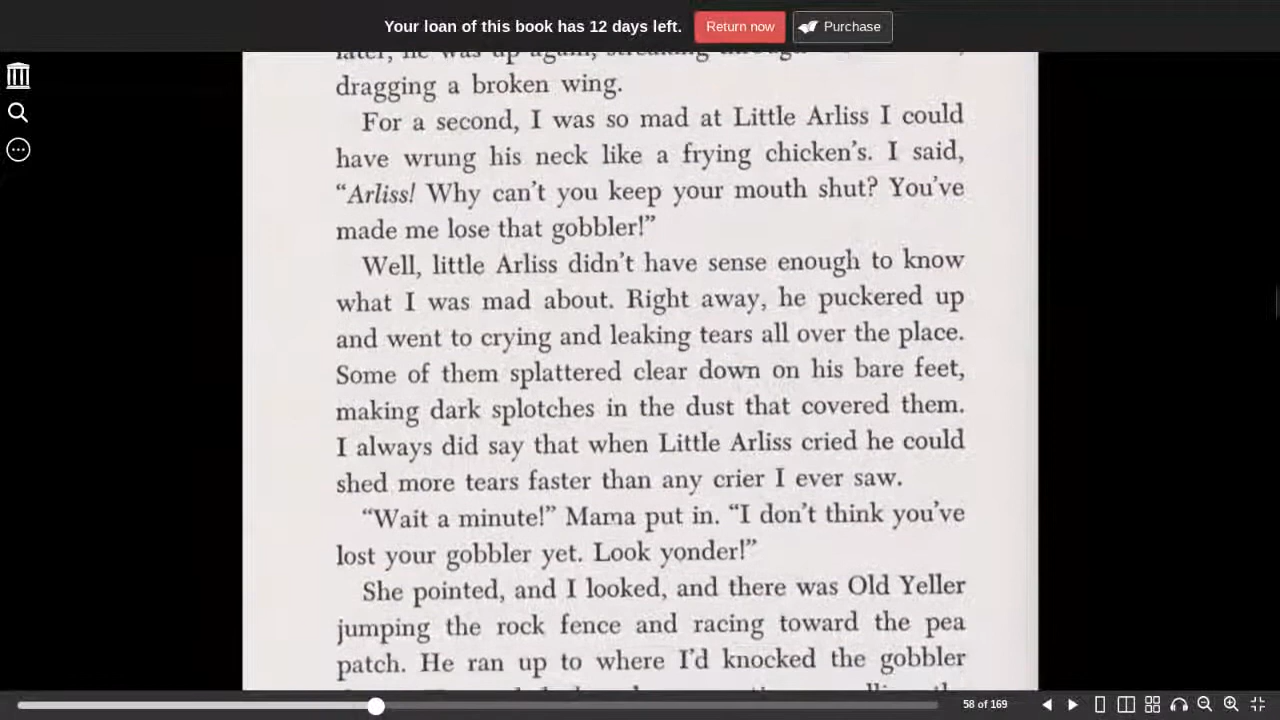 Your loan of this book has 12 days left. Return now Purchase
later, he was up again, streaking through
dragging a broken wing.
For a second, I was so mad at Little Arliss I could
have wrung his neck like a frying chicken's. I said,
“Arliss! Why can't you keep your mouth shut? You've
made me lose that gobbler!”
Well, little Arliss didn't have sense enough to know
what I was mad about. Right away, he puckered up
and went to crying and leaking tears all over the place.
Some of them splattered clear down on his bare feet,
making dark splotches in the dust that covered them.
I always did say that when Little Arliss cried he could
shed more tears faster than any crier I ever saw.
“Wait a minute!” Mama put in. “I don't think you've
lost your gobbler yet. Look yonder!”
She pointed, and I looked, and there was Old Yeller
jumping the rock fence and racing toward the pea
patch. He ran up to where I'd knocked the gobbler
58 of 169